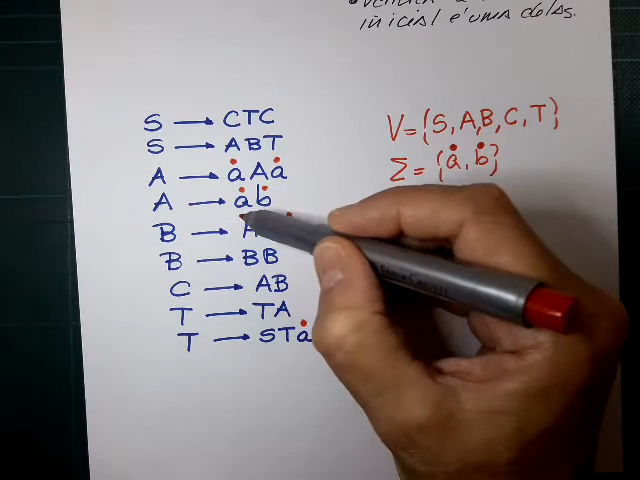 inicial é uma delas.
S → CTC
S → ABT
A → aAa
A → ab
B →
B → BB
C → AB
T → TA
T → STa
V = {S, A, B, C, T}
Σ = {a, b}